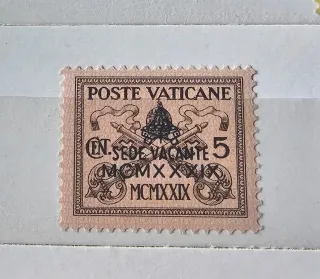 POSTE VATICANE
CENT. 5
SEDE VACANTE
MCMXXXIX
MCMXXIX